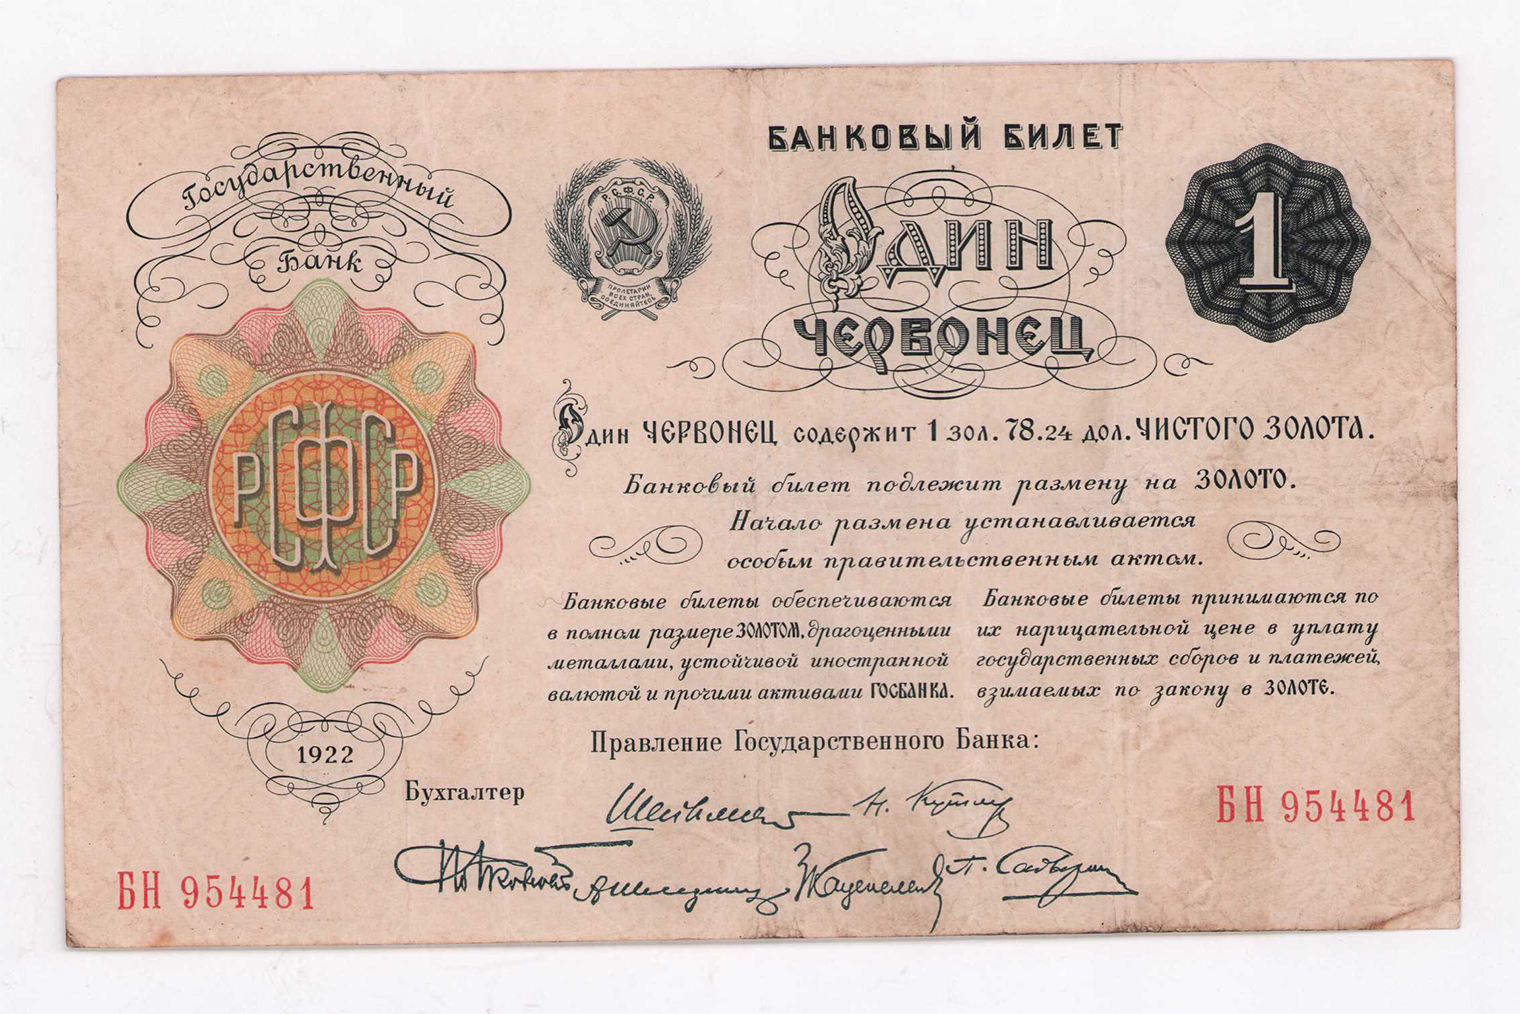 Государственный
Банк
РСФСР
1922
БАНКОВЫЙ БИЛЕТ
Р.С.Ф.С.Р.
ПРОЛЕТАРИИ
ВСЕХ СТРАН,
СОЕДИНЯЙТЕСЬ
ОДИН
ЧЕРВОНЕЦ
1
Один ЧЕРВОНЕЦ содержит 1 зол. 78.24 дол. ЧИСТОГО ЗОЛОТА.
Банковый билет подлежит размену на ЗОЛОТО.
Начало размена устанавливается
особым правительственным актом.
Банковые билеты обеспечиваются
в полном размере ЗОЛОТОМ, драгоценными
металлами, устойчивой иностранной
валютой и прочими активами ГОСБАНКА.
Банковые билеты принимаются по
их нарицательной цене в уплату
государственных сборов и платежей,
взимаемых по закону в ЗОЛОТЕ.
Правление Государственного Банка:
Бухгалтер
БН 954481
БН 954481